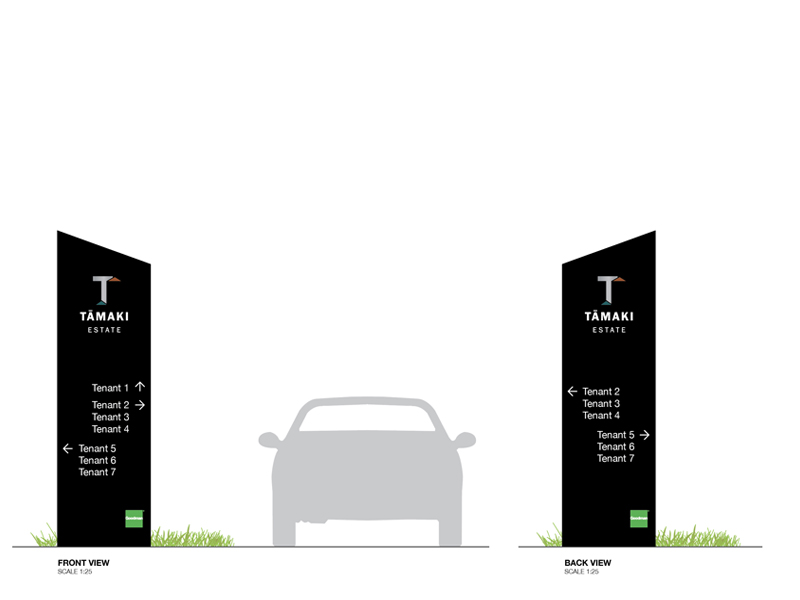 TĀMAKI
ESTATE
Tenant 1 ↑
Tenant 2 →
Tenant 3
Tenant 4
← Tenant 5
Tenant 6
Tenant 7
Goodman
FRONT VIEW
SCALE 1:25
TĀMAKI
ESTATE
← Tenant 2
Tenant 3
Tenant 4
Tenant 5 →
Tenant 6
Tenant 7
Goodman
BACK VIEW
SCALE 1:25